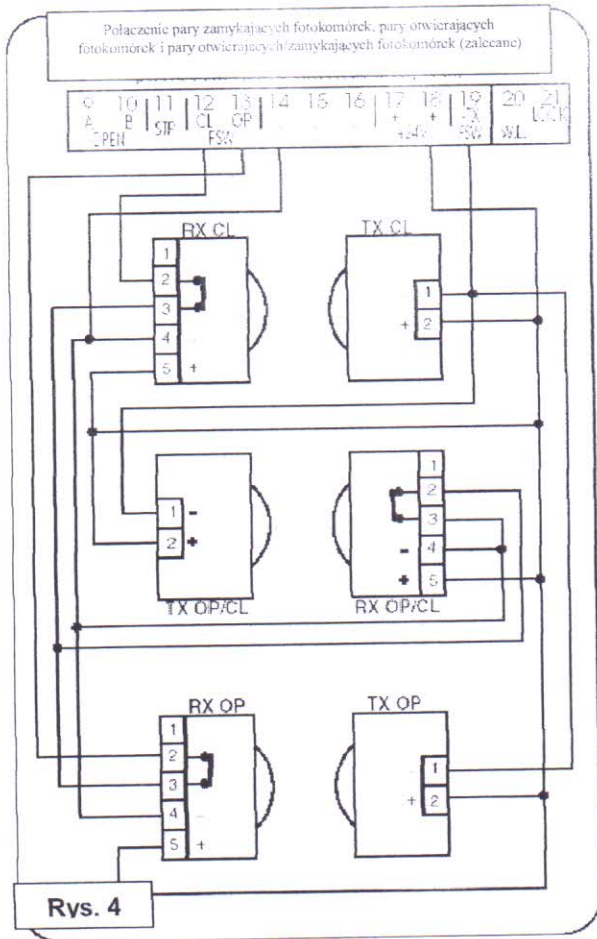 Połączenie pary zamykających fotokomórek, pary otwierających
fotokomórek i pary otwierających/zamykających fotokomórek (zalecane)
9 10 11 12 13 14 15 16 17 18 19 20 21
A B STP CL OP - - - + + -TX W.L. LOCK
OPEN FSW +24V FSW
RX CL TX CL
1
2
3
4 -
5 +
1
+ 2
TX OP/CL RX OP/CL
1 -
2 +
1
2
3
- 4
+ 5
RX OP TX OP
1
2
3
4 -
5 +
- 1
+ 2
Rys. 4